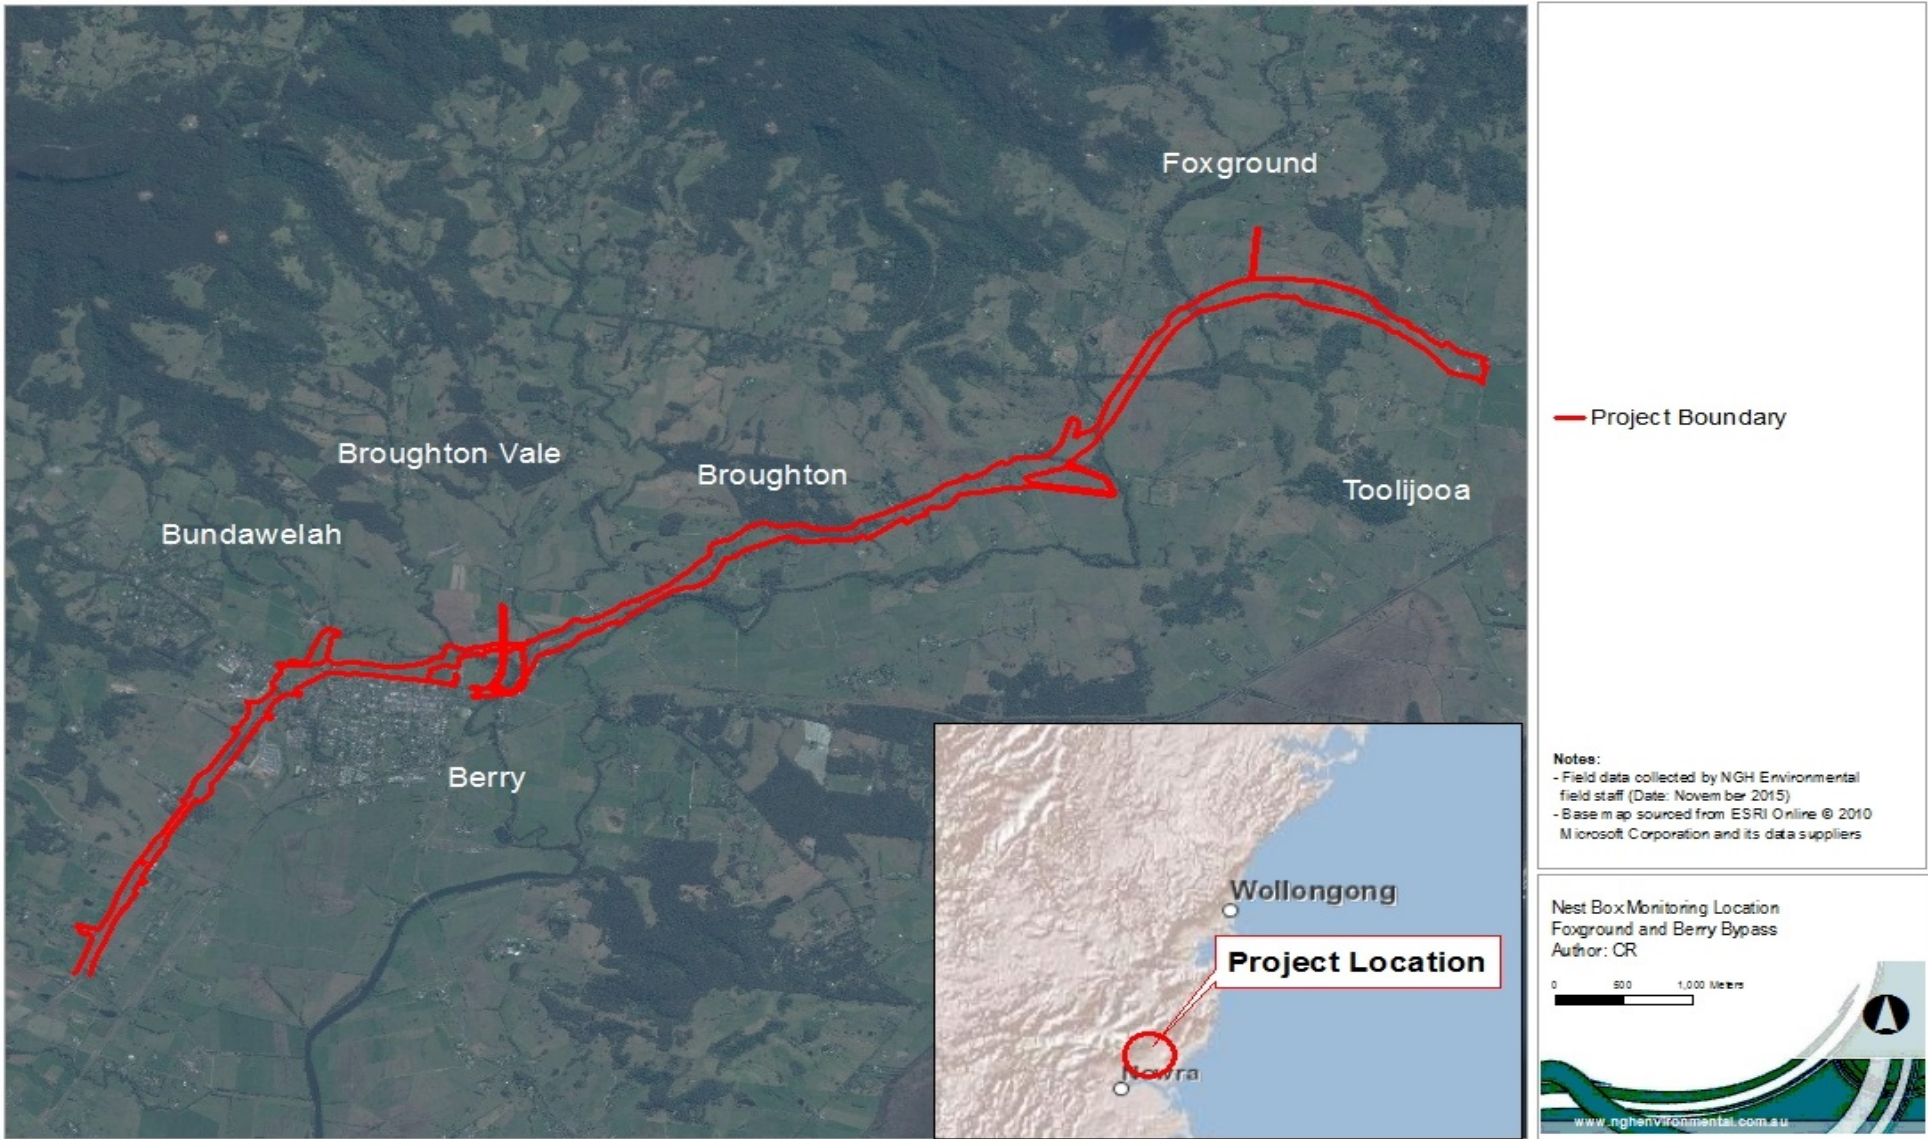 Foxground
Broughton Vale
Broughton
Toolijooa
Bundawelah
Berry
Wollongong
Project Location
Nowra
Project Boundary
Notes:
- Field data collected by NGH Environmental
field staff (Date: November 2015)
- Base map sourced from ESRI Online © 2010
Microsoft Corporation and its data suppliers
Nest Box Monitoring Location
Foxground and Berry Bypass
Author: CR
0 500 1,000 Meters
www.nghenvironmental.com.au